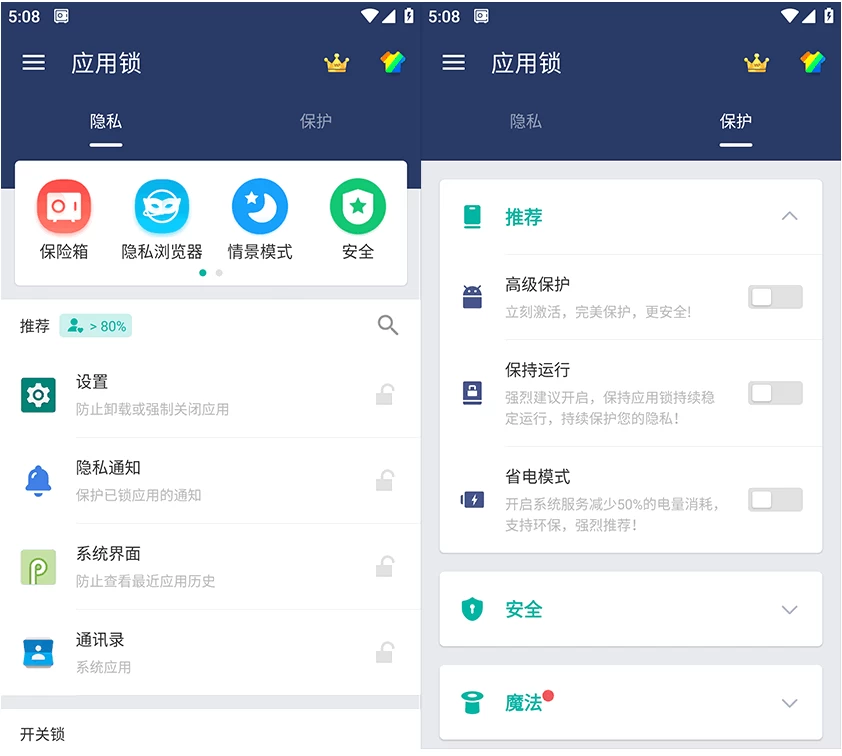 5:08
应用锁
隐私
保护
保险箱
隐私浏览器
情景模式
安全
推荐
> 80%
设置
防止卸载或强制关闭应用
隐私通知
保护已锁应用的通知
系统界面
防止查看最近应用历史
通讯录
系统应用
开关锁
5:08
应用锁
隐私
保护
推荐
高级保护
立刻激活，完美保护，更安全!
保持运行
强烈建议开启，保持应用锁持续稳
定运行，持续保护您的隐私!
省电模式
开启系统服务减少50%的电量消耗，
支持环保，强烈推荐!
安全
魔法